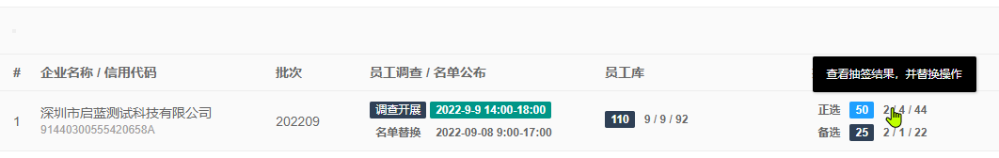 # 企业名称 / 信用代码 批次 员工调查 / 名单公布 员工库
查看抽签结果，并替换操作
1 深圳市启蓝测试科技有限公司 202209 调查开展 2022-9-9 14:00-18:00 110 9 / 9 / 92 正选 50 2 / 4 / 44
91440300555420658A 名单替换 2022-09-08 9:00-17:00 备选 25 2 / 1 / 22